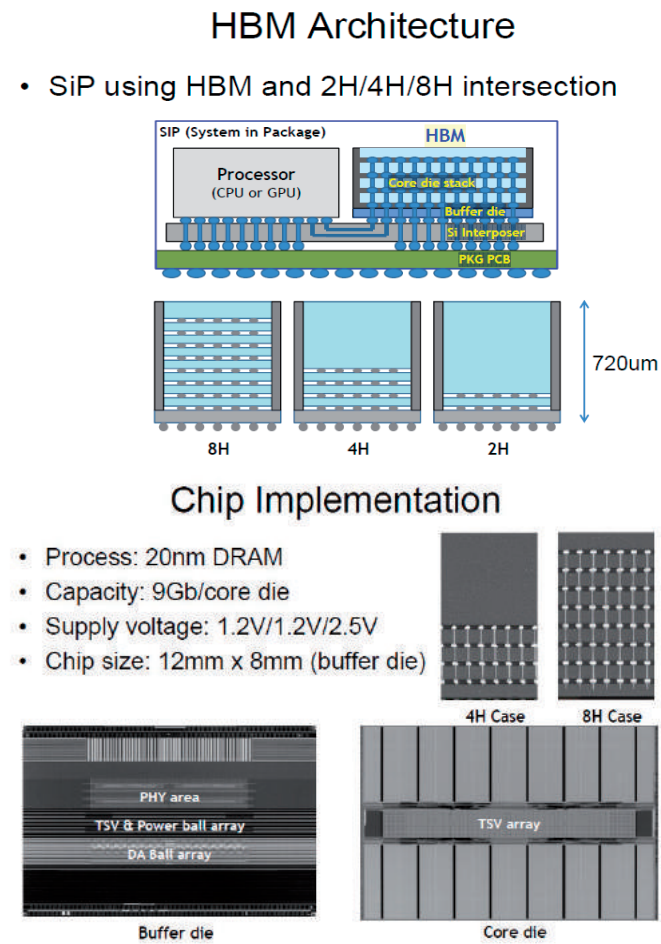 HBM Architecture
• SiP using HBM and 2H/4H/8H intersection
SIP (System in Package)
HBM
Processor
(CPU or GPU)
Core die stack
Buffer die
Si Interposer
PKG PCB
720um
8H
4H
2H
Chip Implementation
• Process: 20nm DRAM
• Capacity: 9Gb/core die
• Supply voltage: 1.2V/1.2V/2.5V
• Chip size: 12mm x 8mm (buffer die)
4H Case
8H Case
PHY area
TSV & Power ball array
DA Ball array
TSV array
Buffer die
Core die